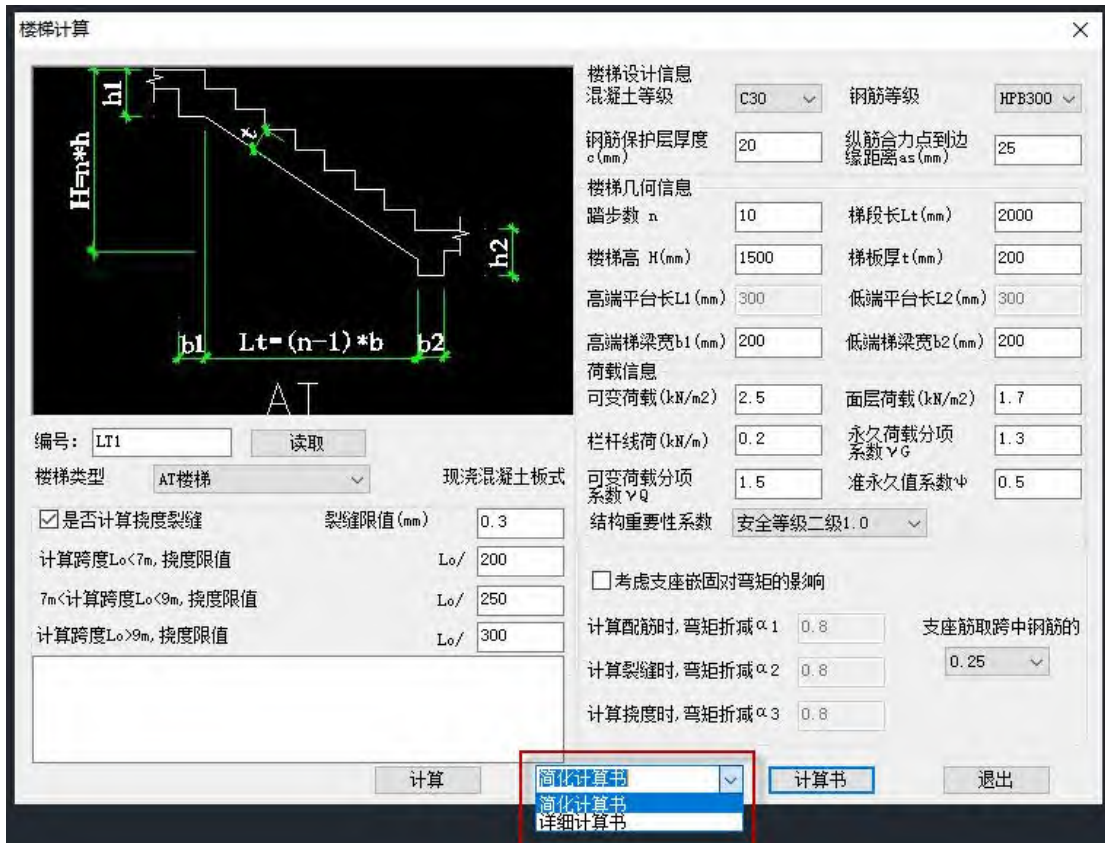 楼梯计算
h1
t
H=n*h
h2
b1
Lt=(n-1)*b
b2
AT
编号:
LT1
读取
楼梯类型
AT楼梯
现浇混凝土板式
是否计算挠度裂缝
裂缝限值(mm)
0.3
计算跨度Lo<7m,挠度限值
Lo/
200
7m<计算跨度Lo<9m,挠度限值
Lo/
250
计算跨度Lo>9m,挠度限值
Lo/
300
楼梯设计信息
混凝土等级
C30
钢筋等级
HPB300
钢筋保护层厚度
c(mm)
20
纵筋合力点到边
缘距离as(mm)
25
楼梯几何信息
踏步数 n
10
梯段长Lt(mm)
2000
楼梯高 H(mm)
1500
梯板厚t(mm)
200
高端平台长L1(mm)
300
低端平台长L2(mm)
300
高端梯梁宽b1(mm)
200
低端梯梁宽b2(mm)
200
荷载信息
可变荷载(kN/m2)
2.5
面层荷载(kN/m2)
1.7
栏杆线荷(kN/m)
0.2
永久荷载分项
系数γG
1.3
可变荷载分项
系数γQ
1.5
准永久值系数ψ
0.5
结构重要性系数
安全等级二级1.0
考虑支座嵌固对弯矩的影响
计算配筋时,弯矩折减α1
0.8
支座筋取跨中钢筋的
0.25
计算裂缝时,弯矩折减α2
0.8
计算挠度时,弯矩折减α3
0.8
计算
简化计算书
简化计算书
详细计算书
计算书
退出